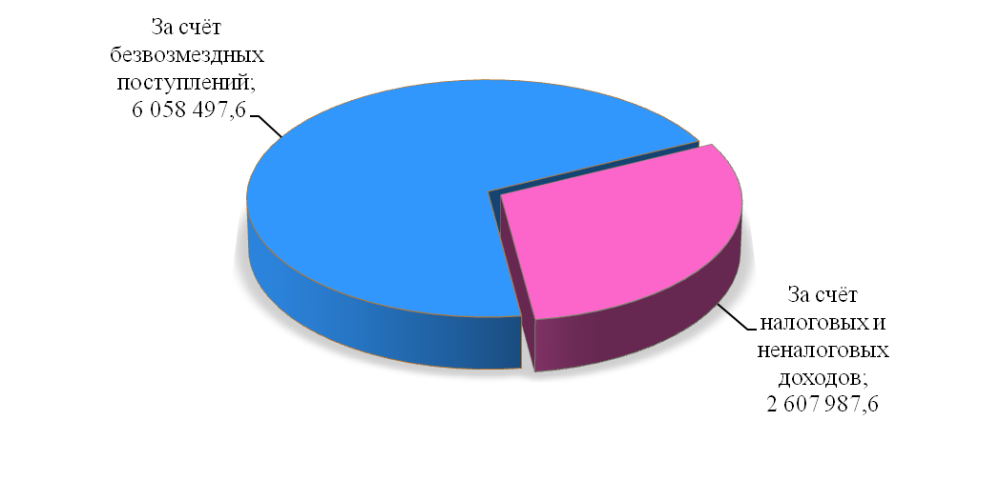 За счёт
безвозмездных
поступлений;
6 058 497,6
За счёт
налоговых и
неналоговых
доходов;
2 607 987,6